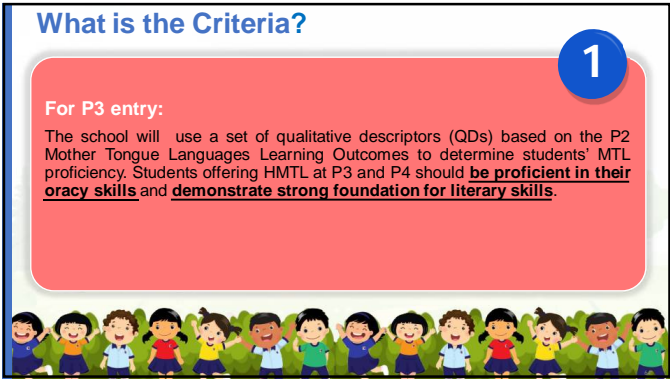 What is the Criteria?
1
For P3 entry:
The school will use a set of qualitative descriptors (QDs) based on the P2
Mother Tongue Languages Learning Outcomes to determine students' MTL
proficiency. Students offering HMTL at P3 and P4 should be proficient in their
oracy skills and demonstrate strong foundation for literary skills.